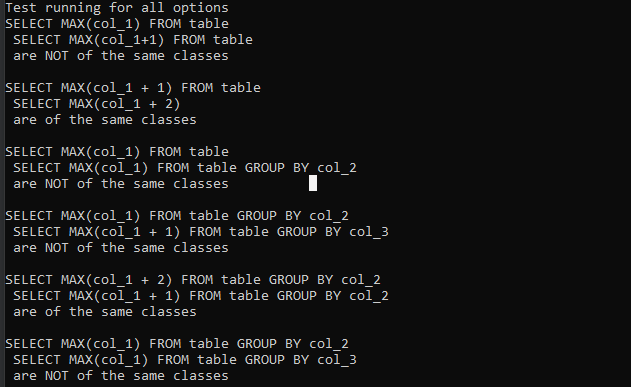 Test running for all options
SELECT MAX(col_1) FROM table
SELECT MAX(col_1+1) FROM table
are NOT of the same classes
SELECT MAX(col_1 + 1) FROM table
SELECT MAX(col_1 + 2)
are of the same classes
SELECT MAX(col_1) FROM table
SELECT MAX(col_1) FROM table GROUP BY col_2
are NOT of the same classes
SELECT MAX(col_1) FROM table GROUP BY col_2
SELECT MAX(col_1 + 1) FROM table GROUP BY col_3
are NOT of the same classes
SELECT MAX(col_1 + 2) FROM table GROUP BY col_2
SELECT MAX(col_1 + 1) FROM table GROUP BY col_2
are of the same classes
SELECT MAX(col_1) FROM table GROUP BY col_2
SELECT MAX(col_1) FROM table GROUP BY col_3
are NOT of the same classes